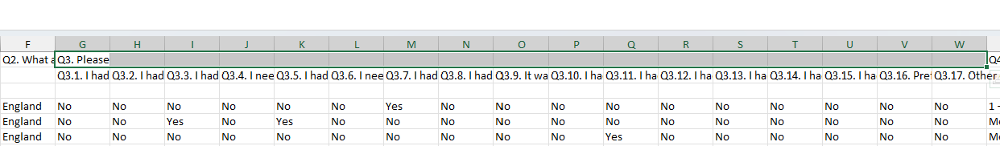 F G H I J K L M N O P Q R S T U V W
Q2. What a Q3. Please Q4
Q3.1. I had Q3.2. I had Q3.3. I had Q3.4. I nee Q3.5. I had Q3.6. I nee Q3.7. I had Q3.8. I had Q3.9. It wa Q3.10. I ha Q3.11. I ha Q3.12. I ha Q3.13. I ha Q3.14. I ha Q3.15. I ha Q3.16. Pref Q3.17. Other
England No No No No No No Yes No No No No No No No No No No 1 -
England No No Yes No Yes No No No No No No No No No No No No Mo
England No No No No No No No No No No Yes No No No No No No Mo